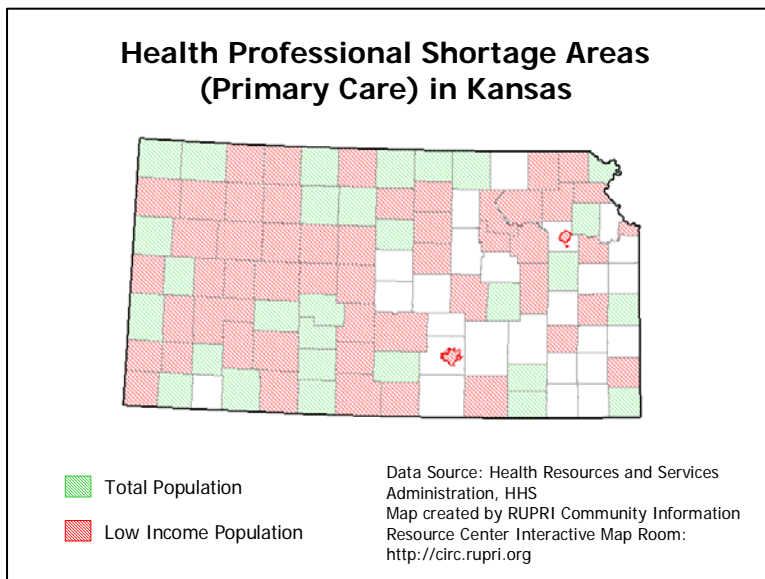 Health Professional Shortage Areas
(Primary Care) in Kansas
Total Population
Low Income Population
Data Source: Health Resources and Services
Administration, HHS
Map created by RUPRI Community Information
Resource Center Interactive Map Room:
http://circ.rupri.org